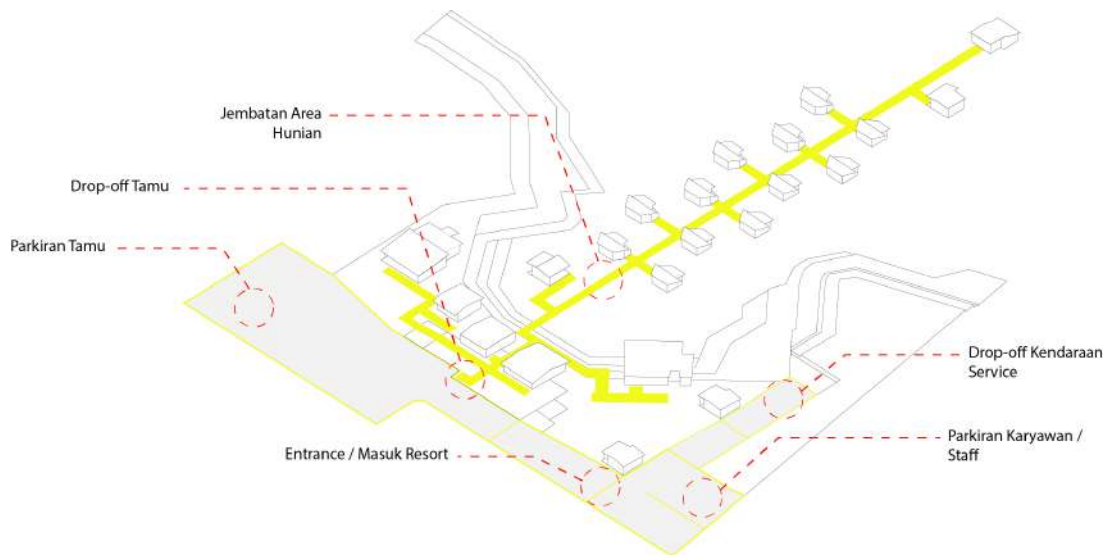 Jembatan Area
Hunian
Drop-off Tamu
Parkiran Tamu
Drop-off Kendaraan
Service
Entrance / Masuk Resort
Parkiran Karyawan /
Staff